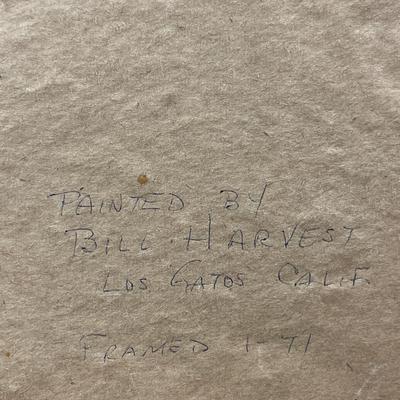 PAINTED BY
BILL HARVEST
LOS GATOS CALIF.
FRAMED 1-71